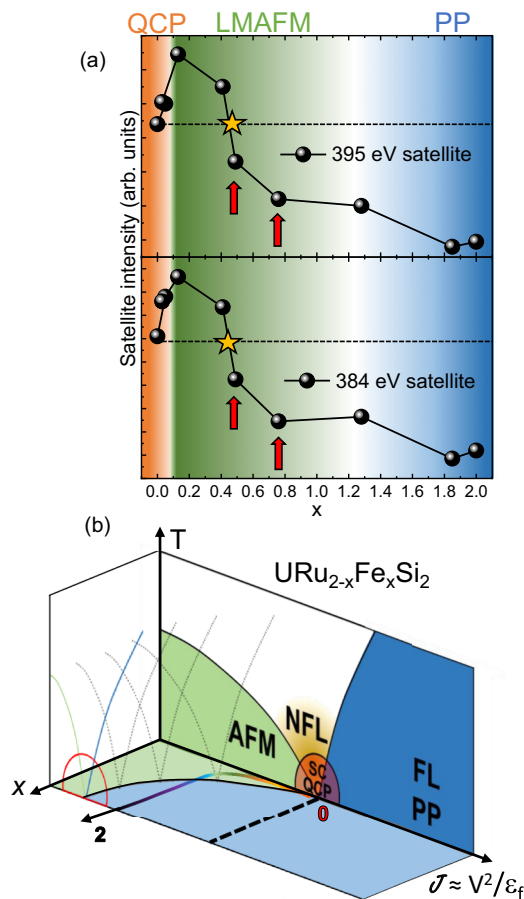 QCP LMAFM PP
(a)
395 eV satellite
Satellite intensity (arb. units)
384 eV satellite
0.0 0.2 0.4 0.6 0.8 1.0 1.2 1.4 1.6 1.8 2.0
x
(b)
T
URu₂₋ₓFeₓSi₂
NFL
AFM
SC
QCP
FL
PP
x
2
0
𝒥 ≈ V²/ε_f